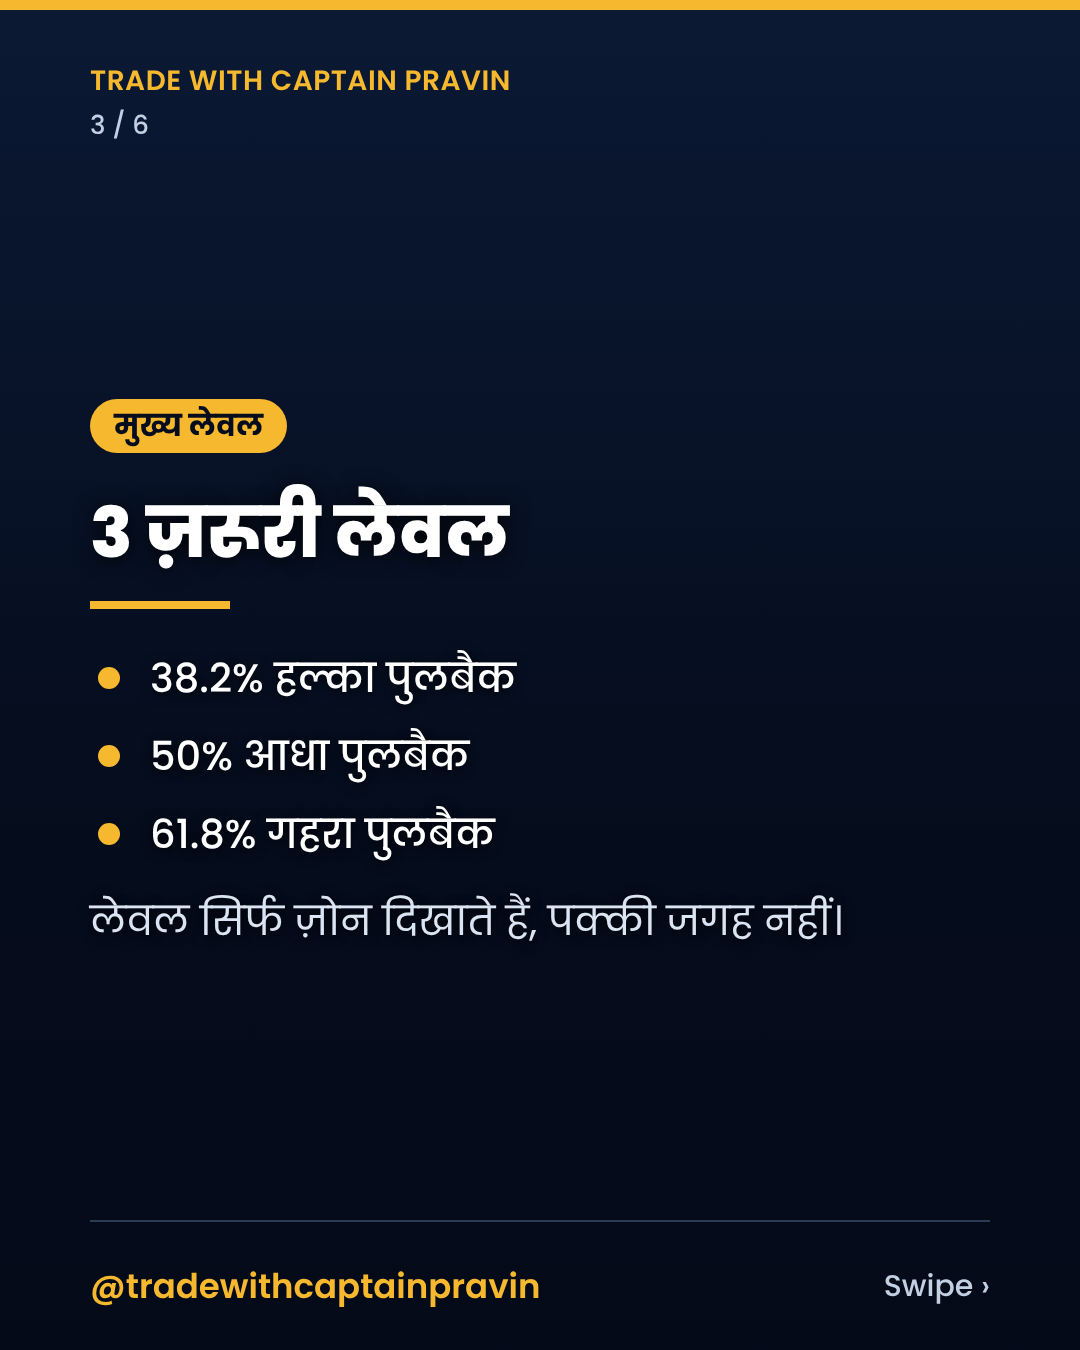 TRADE WITH CAPTAIN PRAVIN
3 / 6
मुख्य लेवल
3 ज़रूरी लेवल
38.2% हल्का पुलबैक
50% आधा पुलबैक
61.8% गहरा पुलबैक
लेवल सिर्फ ज़ोन दिखाते हैं, पक्की जगह नहीं।
@tradewithcaptainpravin
Swipe ›